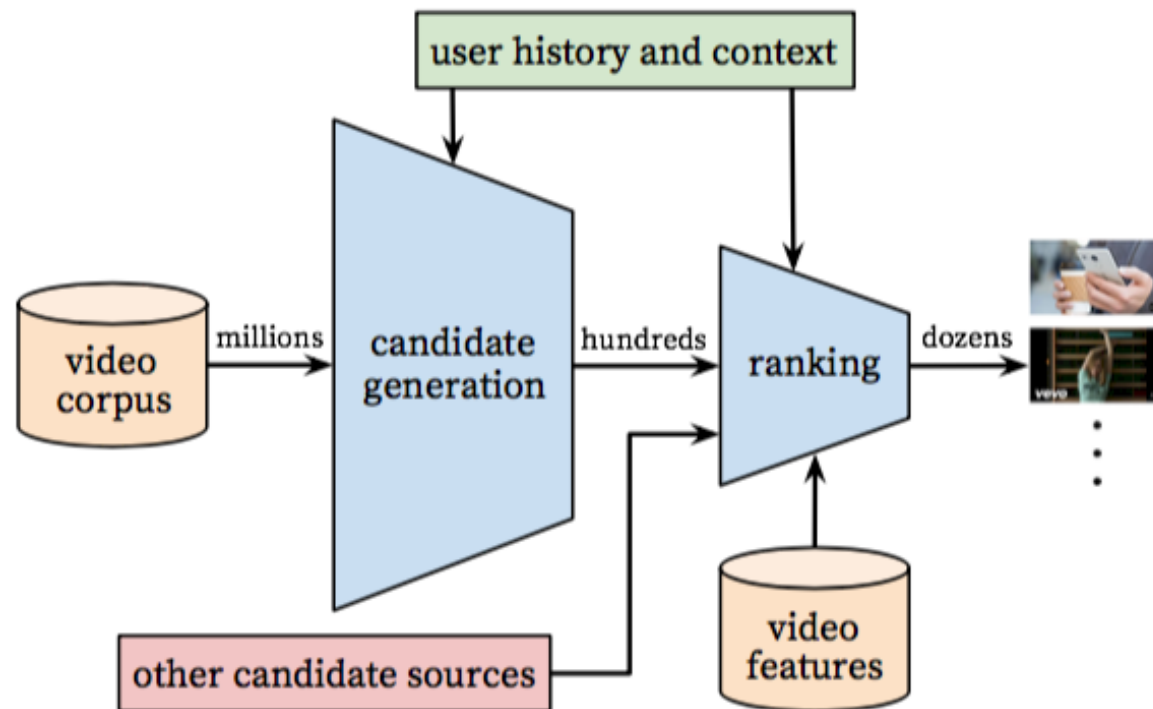 user history and context
video
corpus
millions
candidate
generation
hundreds
ranking
dozens
vevo
other candidate sources
video
features